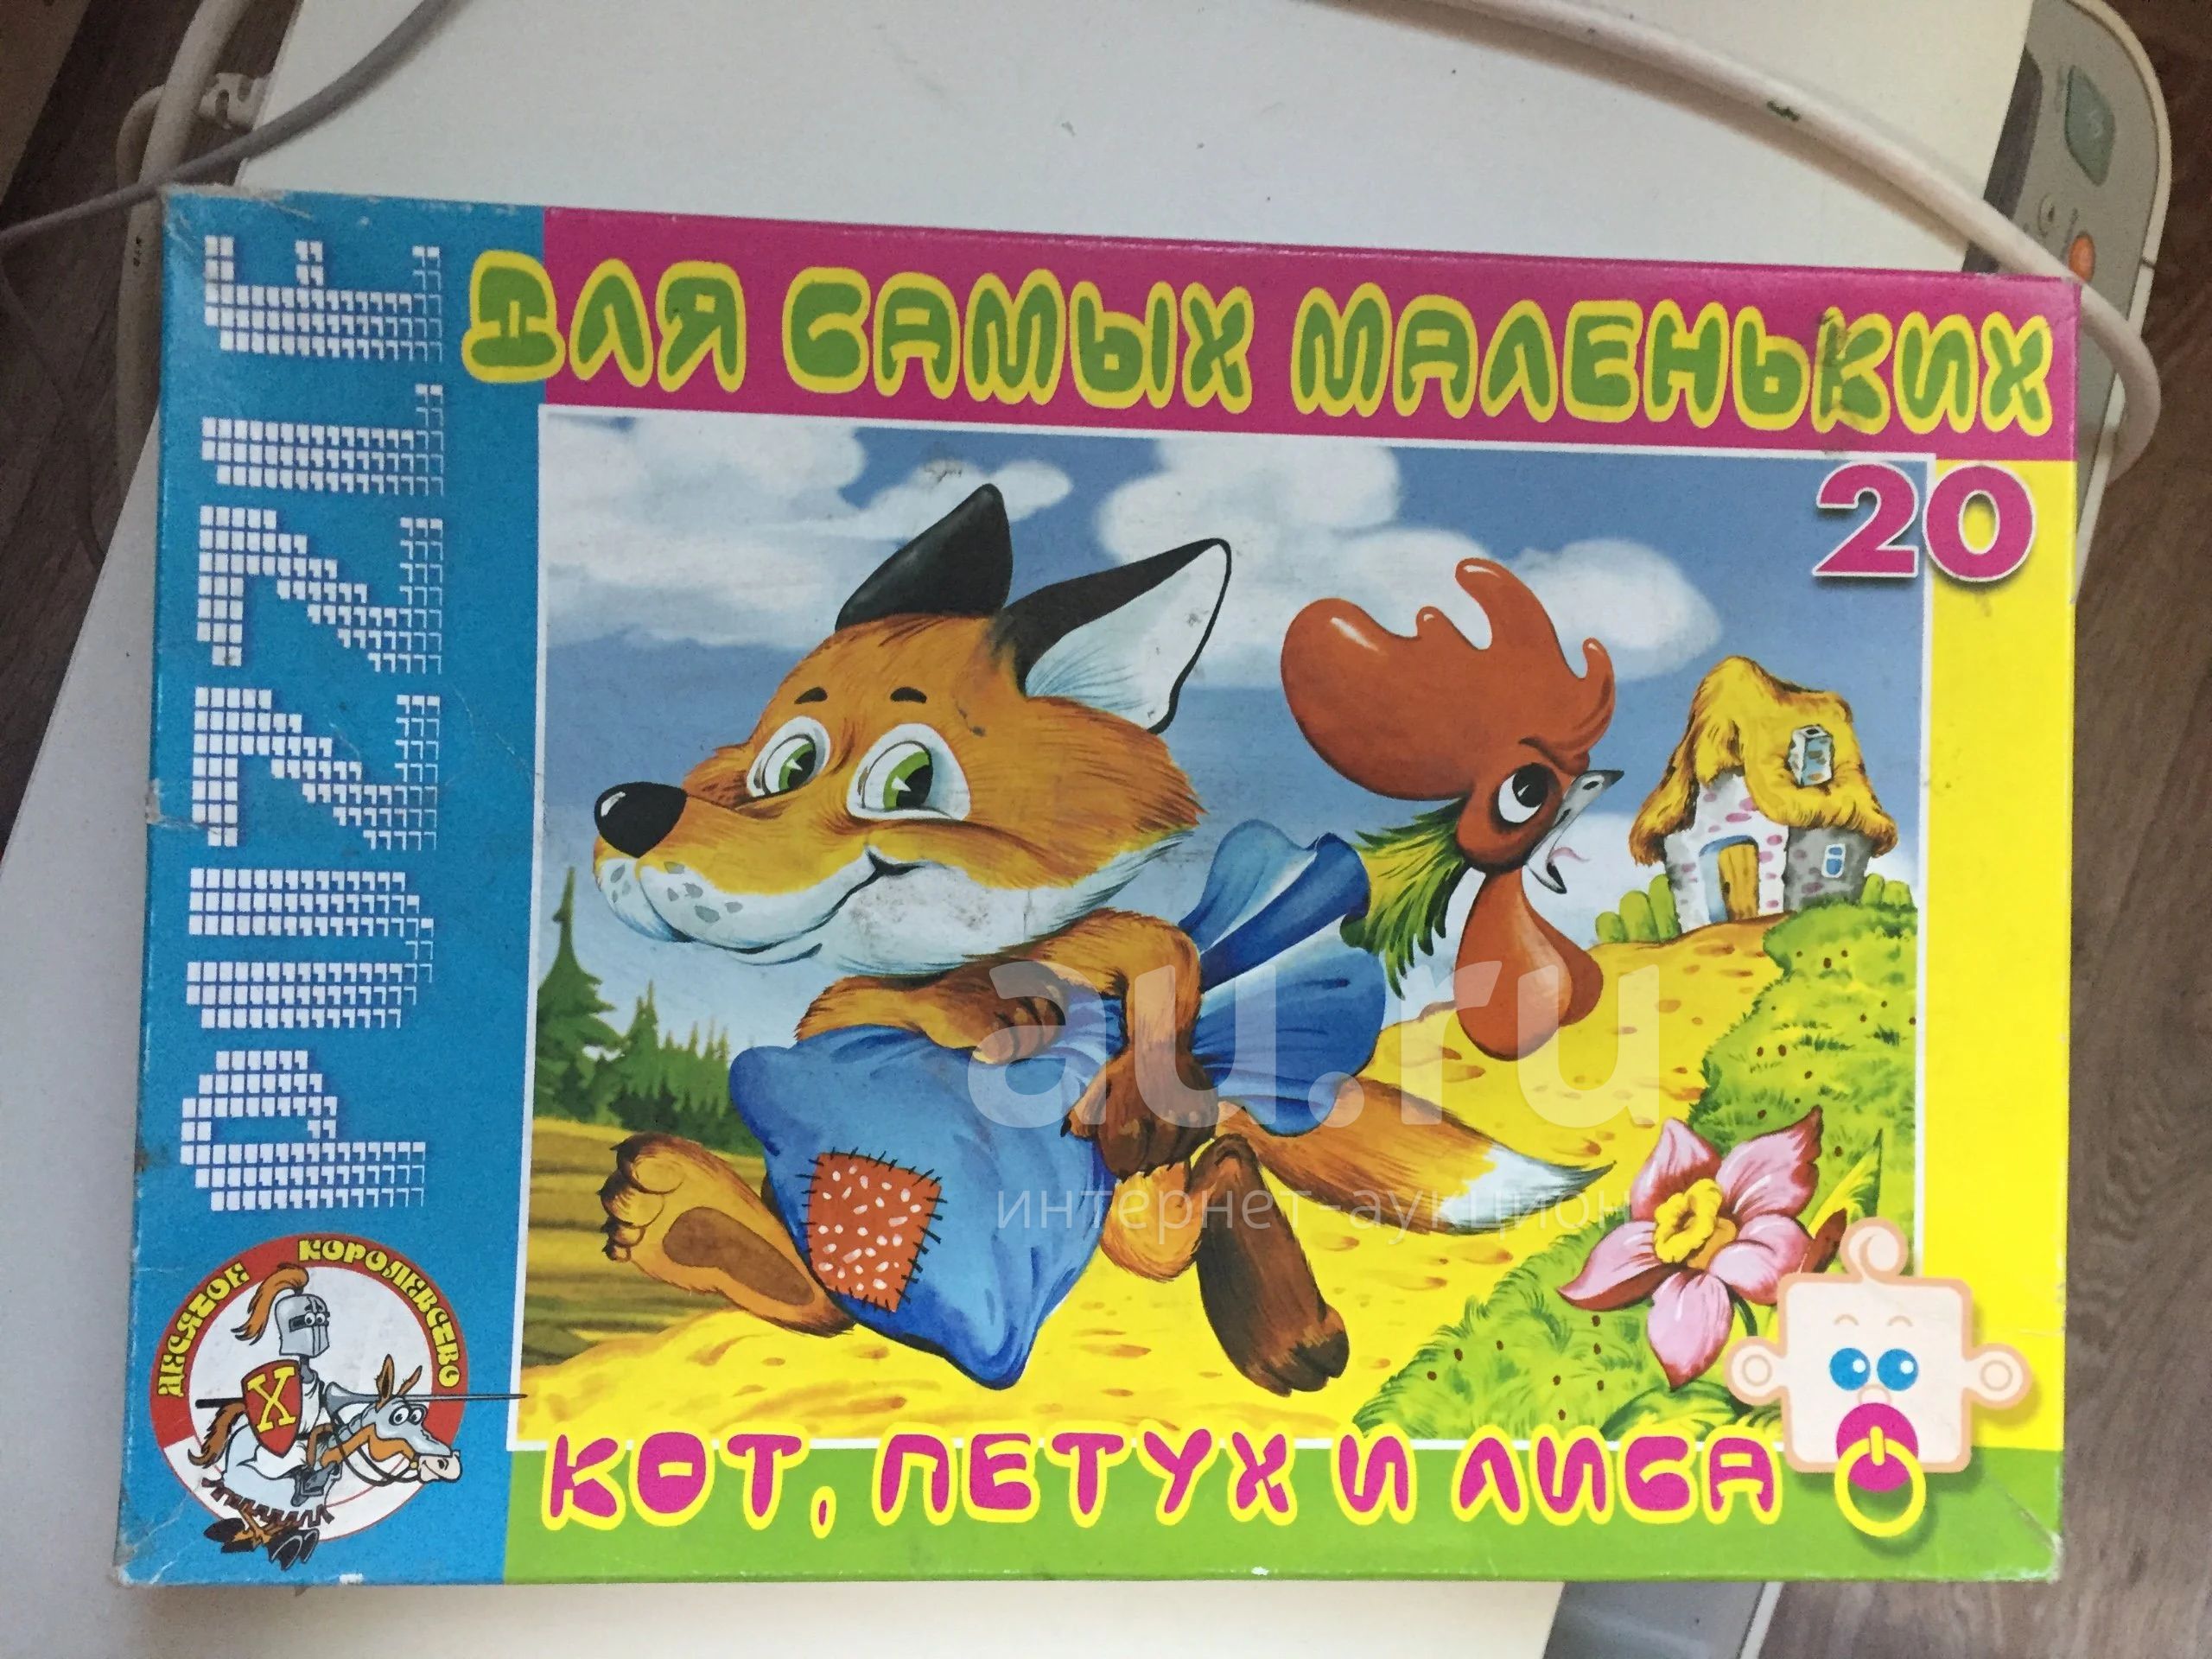 ДЛЯ САМЫХ МАЛЕНЬКИХ
20
PUZZLE
ДЕСЯТОЕ КОРОЛЕВСТВО
X
au.ru
интернет-аукцион
КОТ, ПЕТУХ И ЛИСА